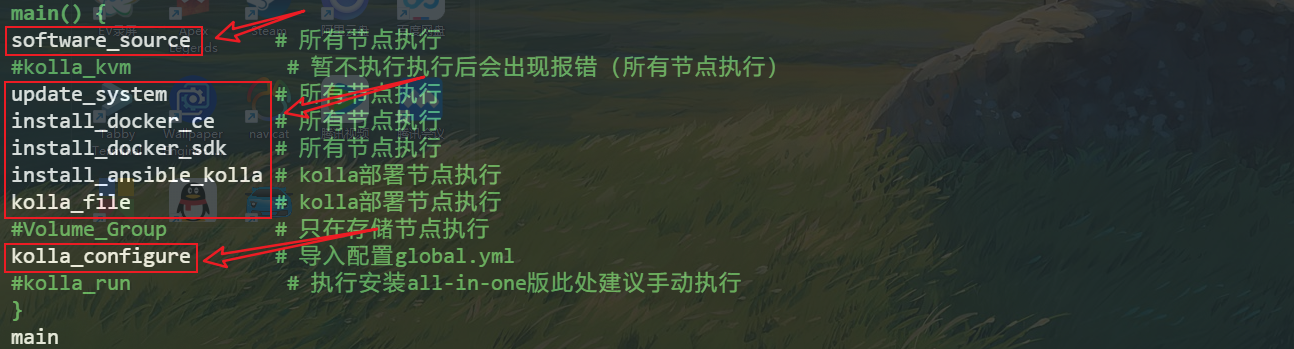 main() {
software_source # 所有节点执行
#kolla_kvm # 暂不执行执行后会出现报错（所有节点执行）
update_system # 所有节点执行
install_docker_ce # 所有节点执行
install_docker_sdk # 所有节点执行
install_ansible_kolla # kolla部署节点执行
kolla_file # kolla部署节点执行
#Volume_Group # 只在存储节点执行
kolla_configure # 导入配置global.yml
#kolla_run # 执行安装all-in-one版此处建议手动执行
}
main